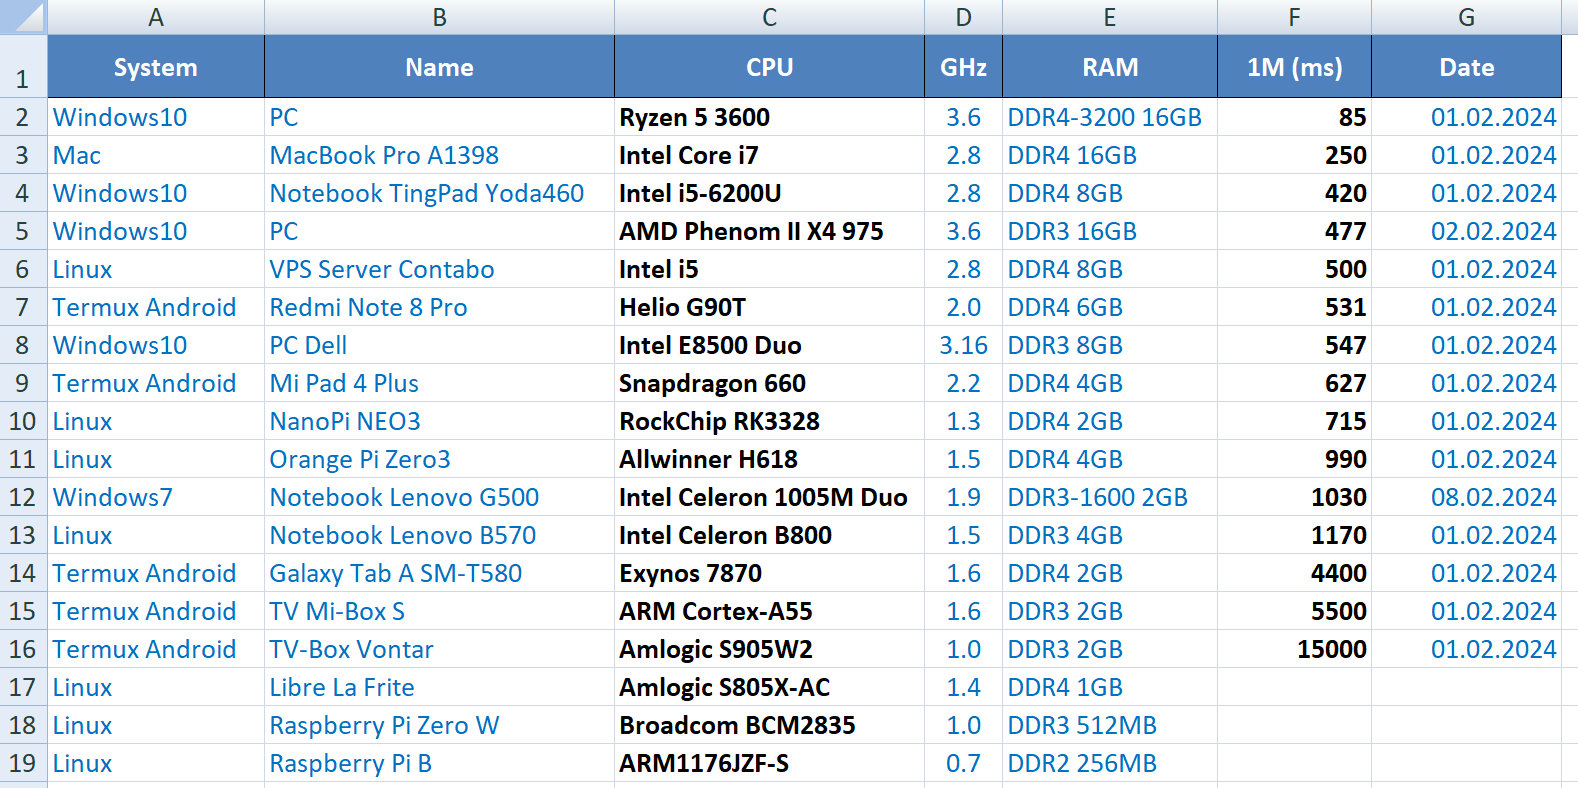 A B C D E F G
1 System Name CPU GHz RAM 1M (ms) Date
2 Windows10 PC Ryzen 5 3600 3.6 DDR4-3200 16GB 85 01.02.2024
3 Mac MacBook Pro A1398 Intel Core i7 2.8 DDR4 16GB 250 01.02.2024
4 Windows10 Notebook TingPad Yoda460 Intel i5-6200U 2.8 DDR4 8GB 420 01.02.2024
5 Windows10 PC AMD Phenom II X4 975 3.6 DDR3 16GB 477 02.02.2024
6 Linux VPS Server Contabo Intel i5 2.8 DDR4 8GB 500 01.02.2024
7 Termux Android Redmi Note 8 Pro Helio G90T 2.0 DDR4 6GB 531 01.02.2024
8 Windows10 PC Dell Intel E8500 Duo 3.16 DDR3 8GB 547 01.02.2024
9 Termux Android Mi Pad 4 Plus Snapdragon 660 2.2 DDR4 4GB 627 01.02.2024
10 Linux NanoPi NEO3 RockChip RK3328 1.3 DDR4 2GB 715 01.02.2024
11 Linux Orange Pi Zero3 Allwinner H618 1.5 DDR4 4GB 990 01.02.2024
12 Windows7 Notebook Lenovo G500 Intel Celeron 1005M Duo 1.9 DDR3-1600 2GB 1030 08.02.2024
13 Linux Notebook Lenovo B570 Intel Celeron B800 1.5 DDR3 4GB 1170 01.02.2024
14 Termux Android Galaxy Tab A SM-T580 Exynos 7870 1.6 DDR4 2GB 4400 01.02.2024
15 Termux Android TV Mi-Box S ARM Cortex-A55 1.6 DDR3 2GB 5500 01.02.2024
16 Termux Android TV-Box Vontar Amlogic S905W2 1.0 DDR3 2GB 15000 01.02.2024
17 Linux Libre La Frite Amlogic S805X-AC 1.4 DDR4 1GB
18 Linux Raspberry Pi Zero W Broadcom BCM2835 1.0 DDR3 512MB
19 Linux Raspberry Pi B ARM1176JZF-S 0.7 DDR2 256MB